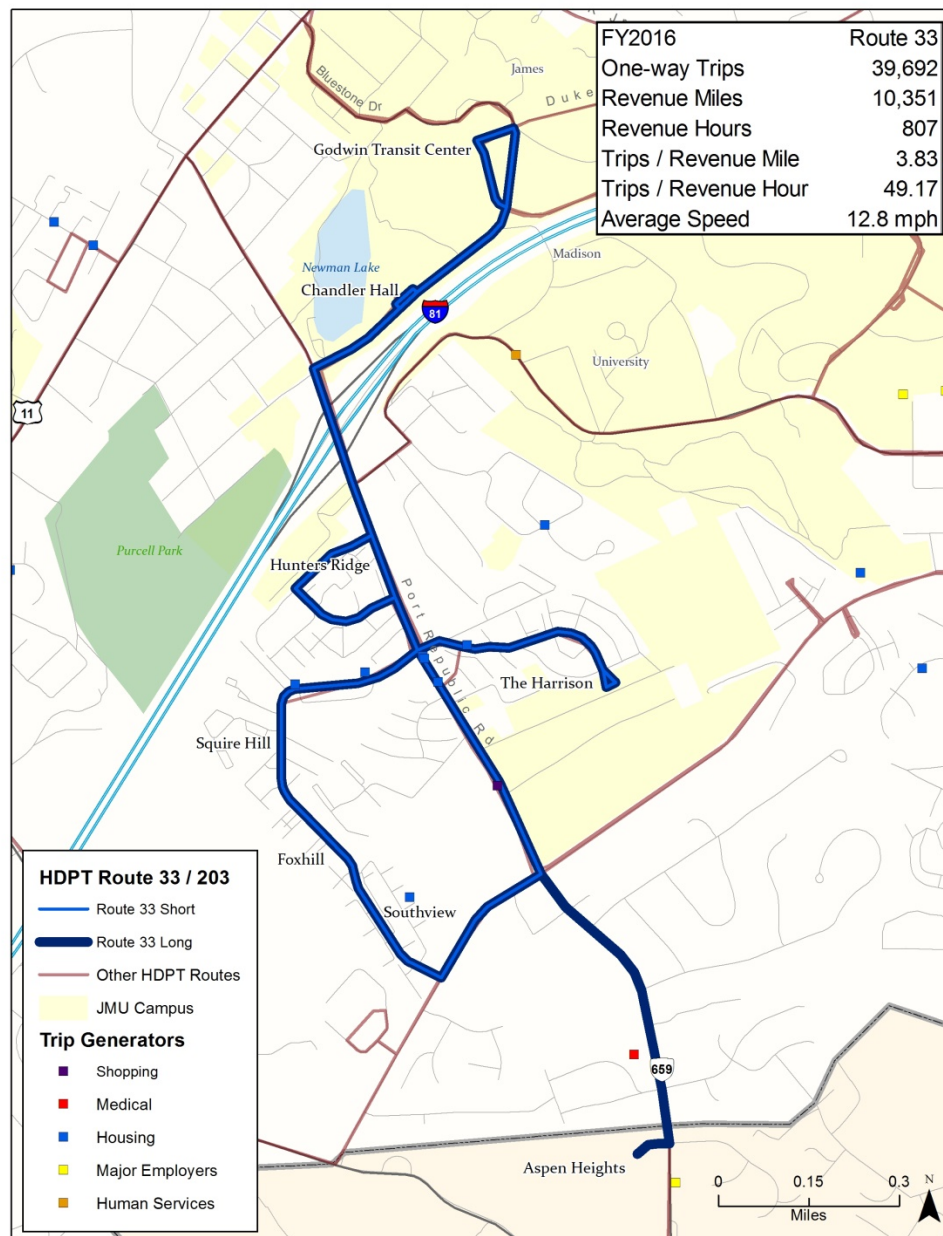 FY2016 Route 33
One-way Trips 39,692
Revenue Miles 10,351
Revenue Hours 807
Trips / Revenue Mile 3.83
Trips / Revenue Hour 49.17
Average Speed 12.8 mph
James
Bluestone Dr
Duke
Godwin Transit Center
Madison
Newman Lake
Chandler Hall
81
University
11
Purcell Park
Hunters Ridge
Port Republic Rd
The Harrison
Squire Hill
Foxhill
Southview
659
Aspen Heights
HDPT Route 33 / 203
Route 33 Short
Route 33 Long
Other HDPT Routes
JMU Campus
Trip Generators
Shopping
Medical
Housing
Major Employers
Human Services
0 0.15 0.3
Miles
N